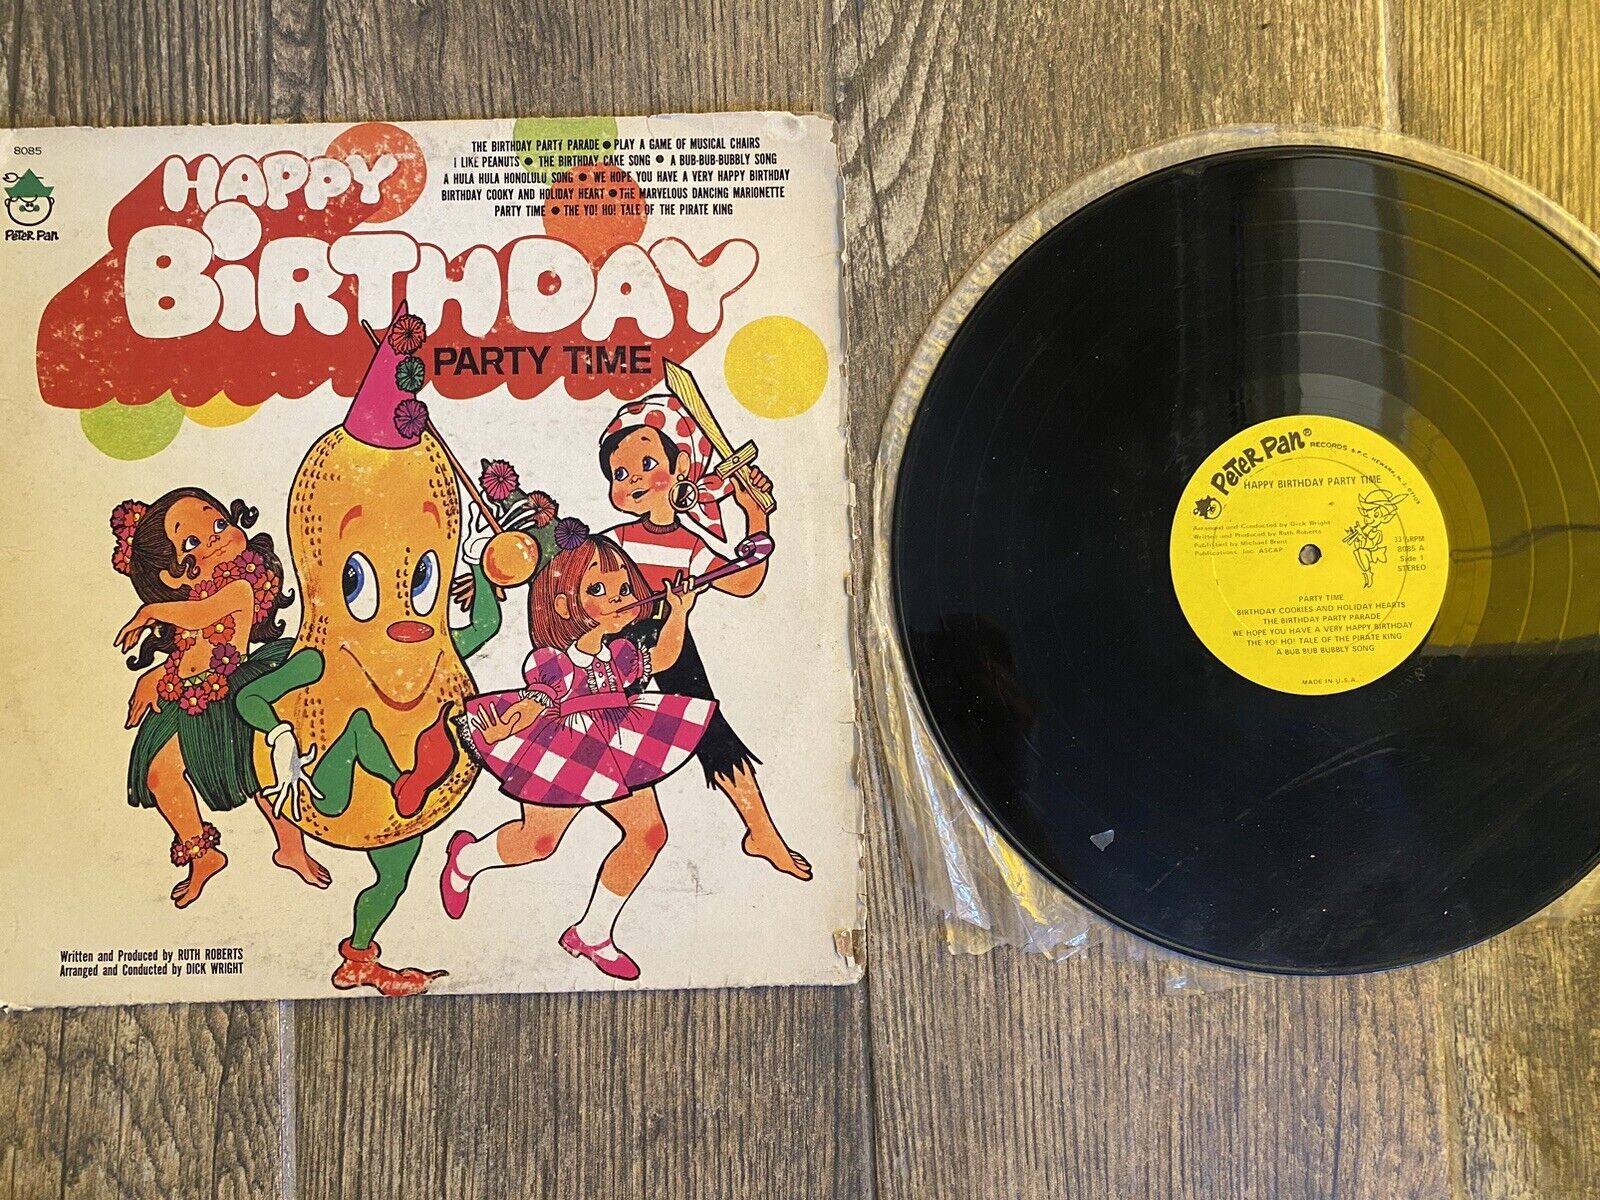 8085
Peter Pan
HAPPY
BiRTHDAY
PARTY TIME
THE BIRTHDAY PARTY PARADE • PLAY A GAME OF MUSICAL CHAIRS
I LIKE PEANUTS • THE BIRTHDAY CAKE SONG • A BUB-BUB-BUBBLY SONG
A HULA HULA HONOLULU SONG • WE HOPE YOU HAVE A VERY HAPPY BIRTHDAY
BIRTHDAY COOKY AND HOLIDAY HEART • THE MARVELOUS DANCING MARIONETTE
PARTY TIME • THE YO! HO! TALE OF THE PIRATE KING
Written and Produced by RUTH ROBERTS
Arranged and Conducted by DICK WRIGHT
Peter Pan® RECORDS S.P.C. NEWARK, N.J.
HAPPY BIRTHDAY PARTY TIME
Arranged and Conducted by Dick Wright
Written and Produced by Ruth Roberts
Published by Michael Brent
Publications, Inc. ASCAP
33⅓RPM
8085 A
Side 1
STEREO
PARTY TIME
BIRTHDAY COOKIES AND HOLIDAY HEARTS
THE BIRTHDAY PARTY PARADE
WE HOPE YOU HAVE A VERY HAPPY BIRTHDAY
THE YO! HO! TALE OF THE PIRATE KING
A BUB BUB BUBBLY SONG
MADE IN U.S.A.